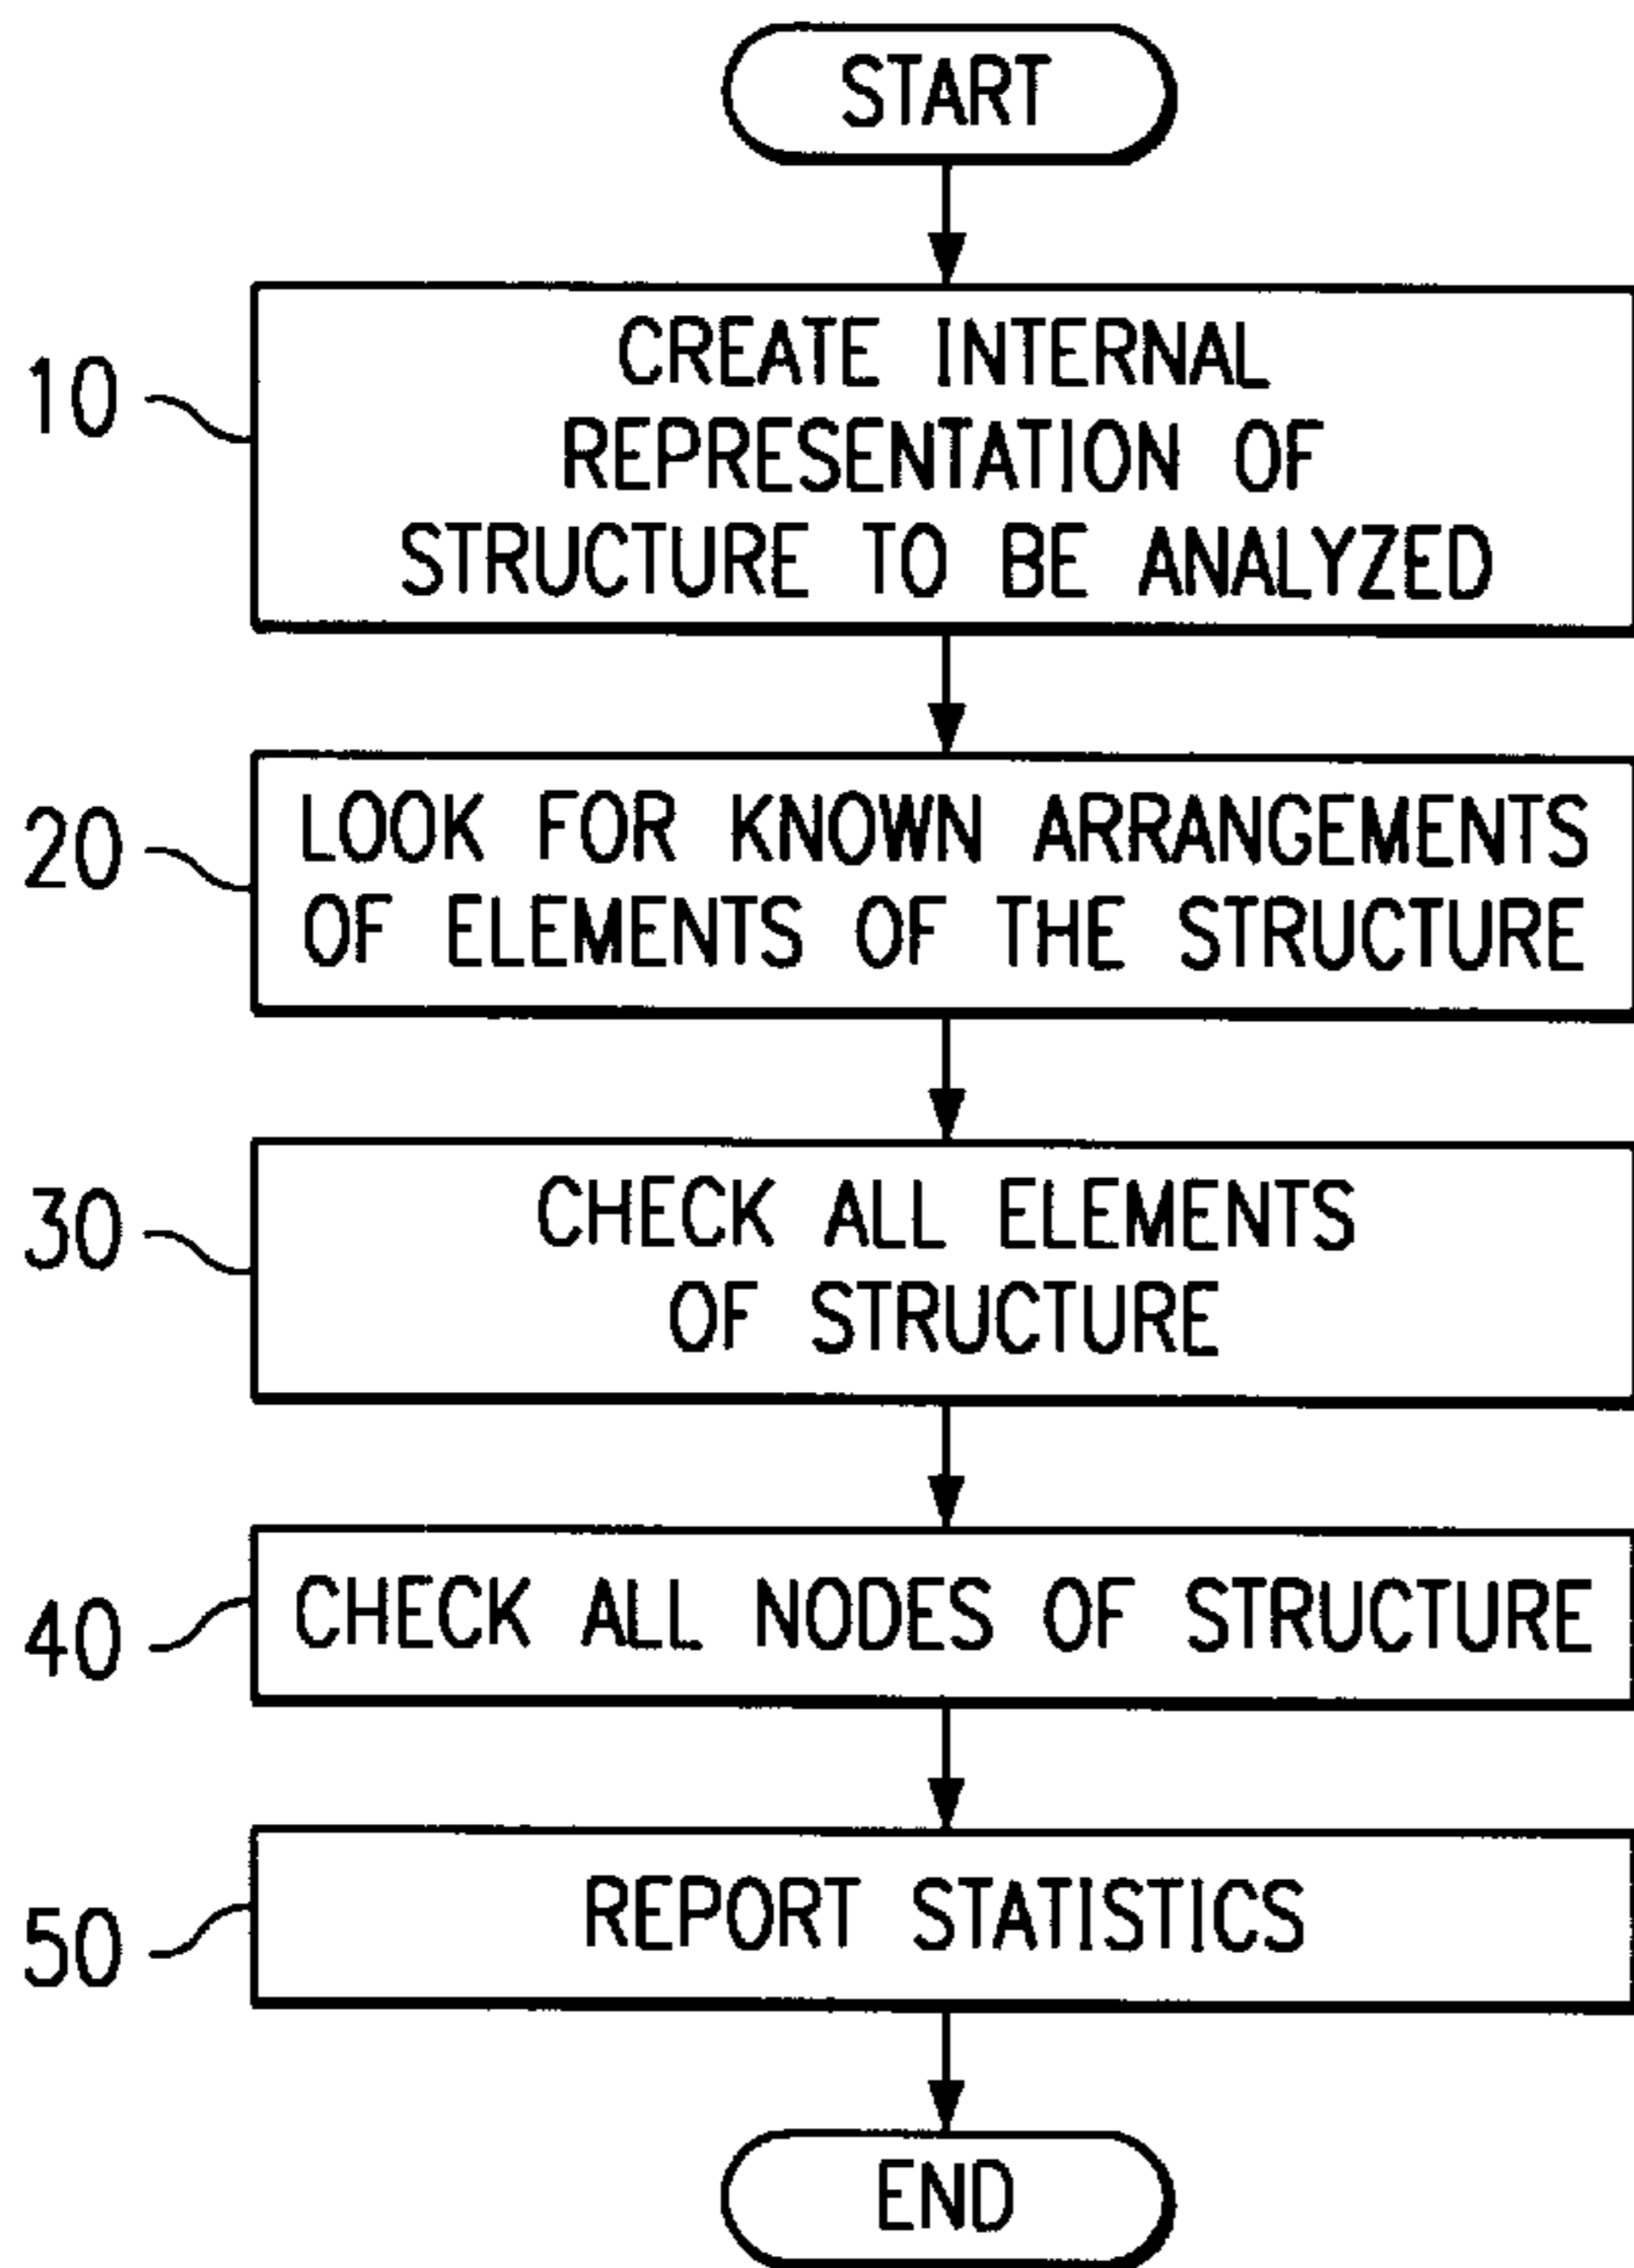 START
10
CREATE INTERNAL
REPRESENTATION OF
STRUCTURE TO BE ANALYZED
20
LOOK FOR KNOWN ARRANGEMENTS
OF ELEMENTS OF THE STRUCTURE
30
CHECK ALL ELEMENTS
OF STRUCTURE
40
CHECK ALL NODES OF STRUCTURE
50
REPORT STATISTICS
END